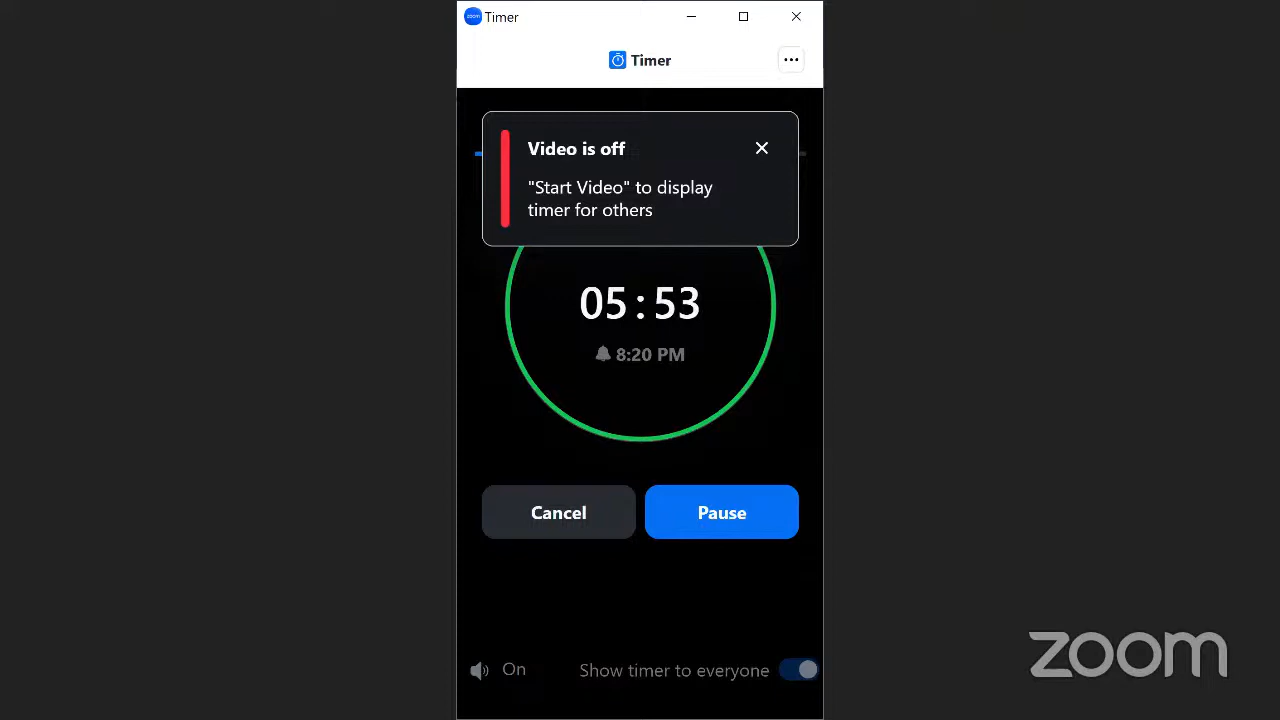 zoom
Timer
Timer
Video is off
"Start Video" to display
timer for others
05:53
8:20 PM
Cancel
Pause
On
Show timer to everyone
zoom